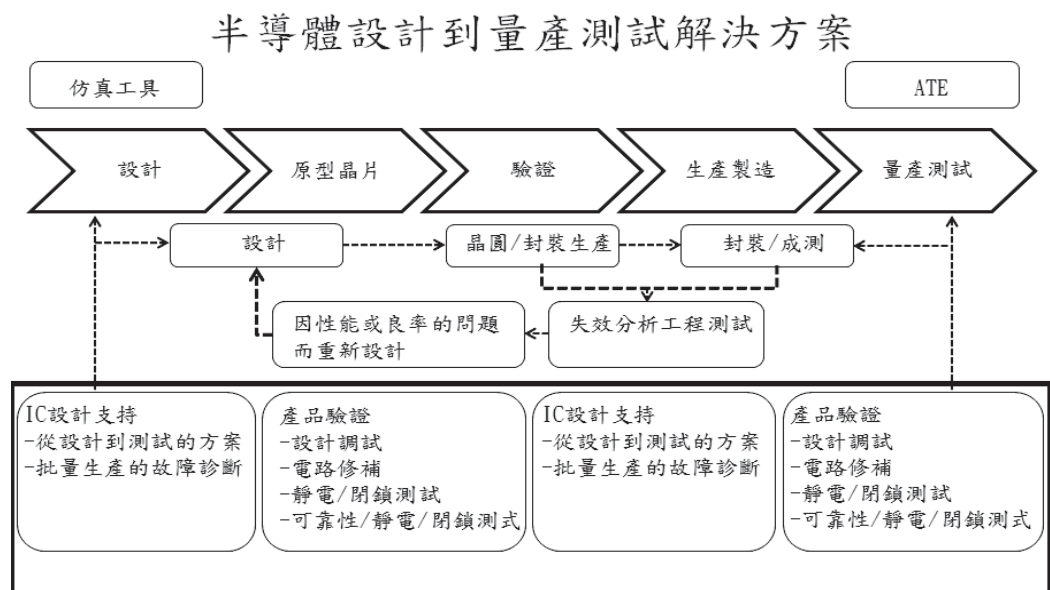 半導體設計到量產測試解決方案
仿真工具
ATE
設計
原型晶片
驗證
生產製造
量產測試
設計
晶圓/封裝生產
封裝/成測
因性能或良率的問題
而重新設計
失效分析工程測試
IC設計支持
-從設計到測試的方案
-批量生產的故障診斷
產品驗證
-設計調試
-電路修補
-靜電/閉鎖測試
-可靠性/靜電/閉鎖測式
IC設計支持
-從設計到測試的方案
-批量生產的故障診斷
產品驗證
-設計調試
-電路修補
-靜電/閉鎖測試
-可靠性/靜電/閉鎖測式